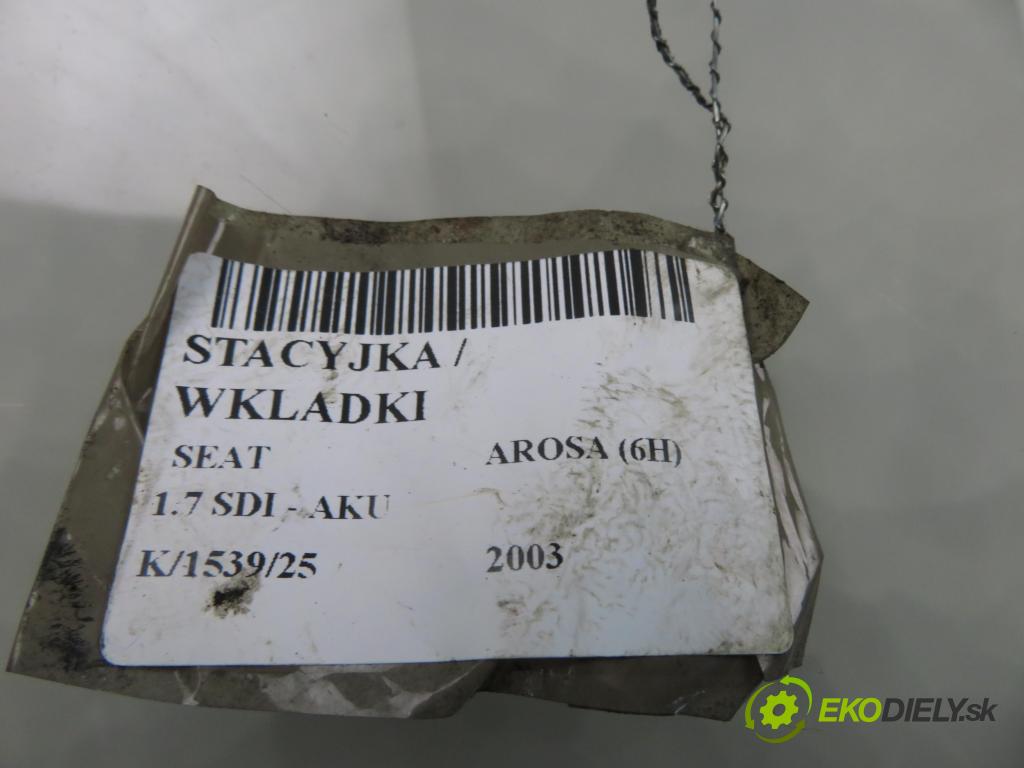 STACYJKA /
WKLADKI
SEAT AROSA (6H)
1.7 SDI - AKU
K/1539/25 2003
EKODIELY.sk